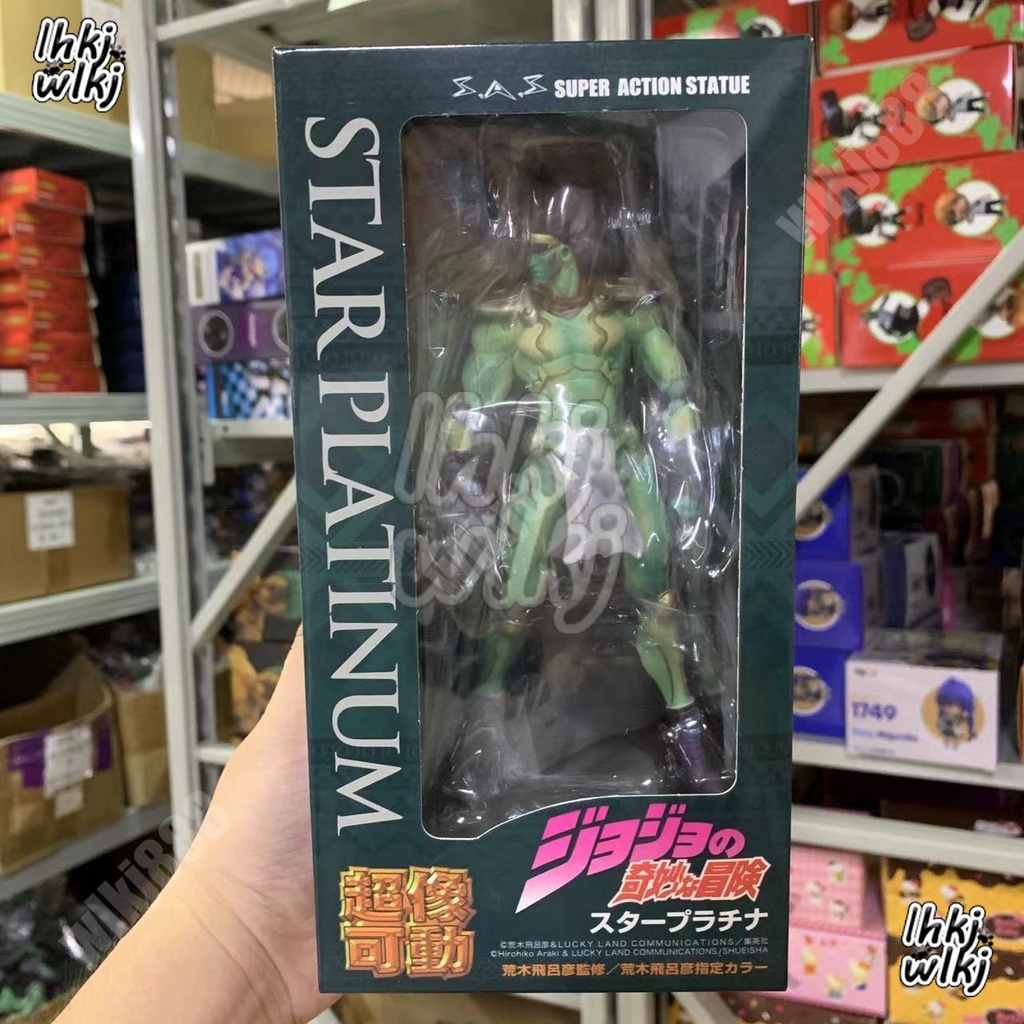 lhkj
wlkj
S.A.S SUPER ACTION STATUE
STAR PLATINUM
wlkjc88
lhkj
wlkj
1749
ジョジョの
奇妙な冒険
スタープラチナ
超像
可動
©荒木飛呂彦&LUCKY LAND COMMUNICATIONS/集英社
©Hirohiko Araki & LUCKY LAND COMMUNICATIONS/SHUEISHA
荒木飛呂彦監修/荒木飛呂彦指定カラー
lhkj
wlkj